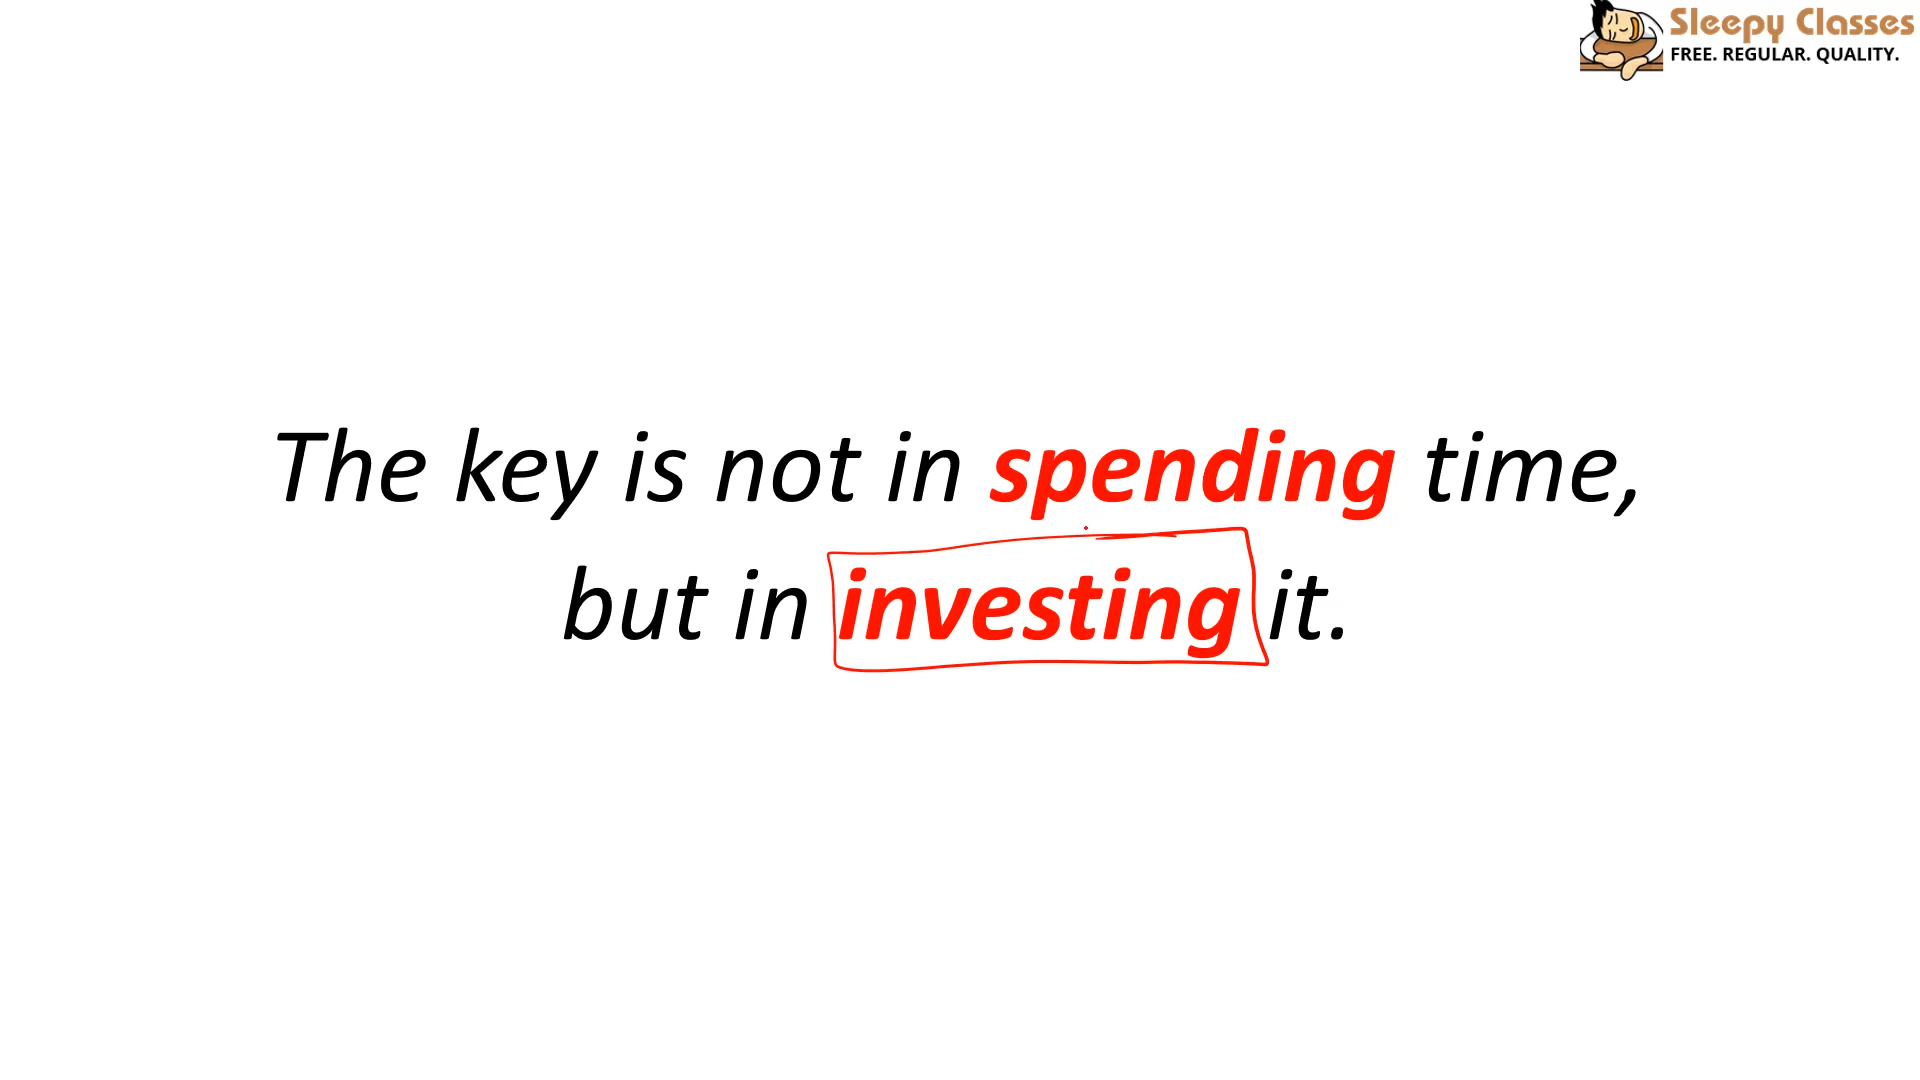 Sleepy Classes
FREE. REGULAR. QUALITY.
The key is not in spending time,
but in investing it.